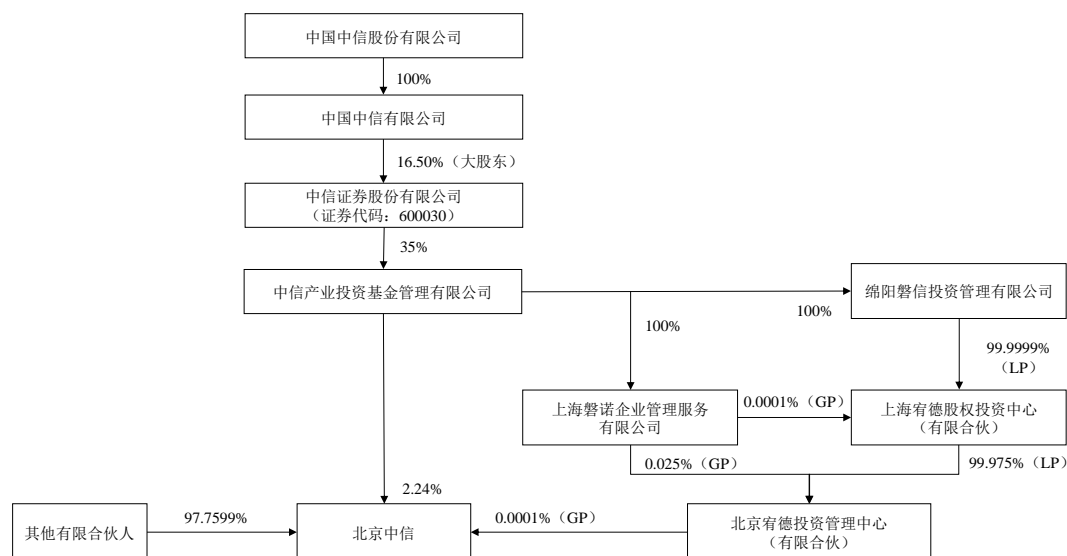 中国中信股份有限公司
100%
中国中信有限公司
16.50%（大股东）
中信证券股份有限公司
（证券代码：600030）
35%
中信产业投资基金管理有限公司
绵阳磐信投资管理有限公司
100%
100%
99.9999%
（LP）
上海磐诺企业管理服务
有限公司
0.0001%（GP）
上海宥德股权投资中心
（有限合伙）
0.025%（GP）
99.975%（LP）
2.24%
其他有限合伙人
97.7599%
北京中信
0.0001%（GP）
北京宥德投资管理中心
（有限合伙）